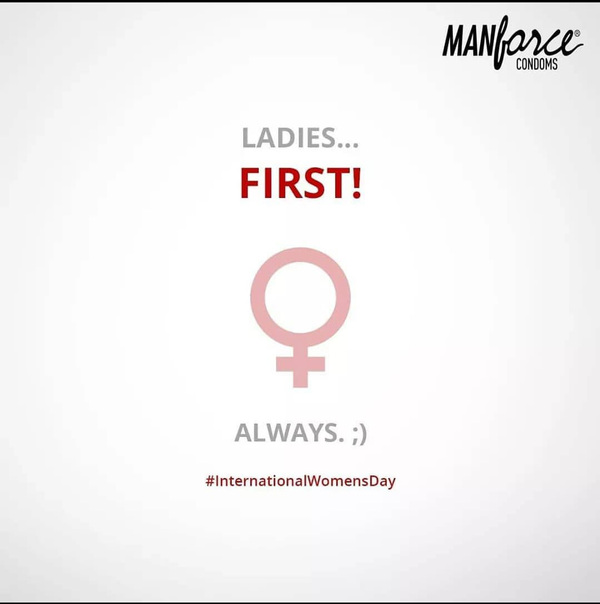 MANforce®
CONDOMS
LADIES...
FIRST!
ALWAYS. ;)
#InternationalWomensDay